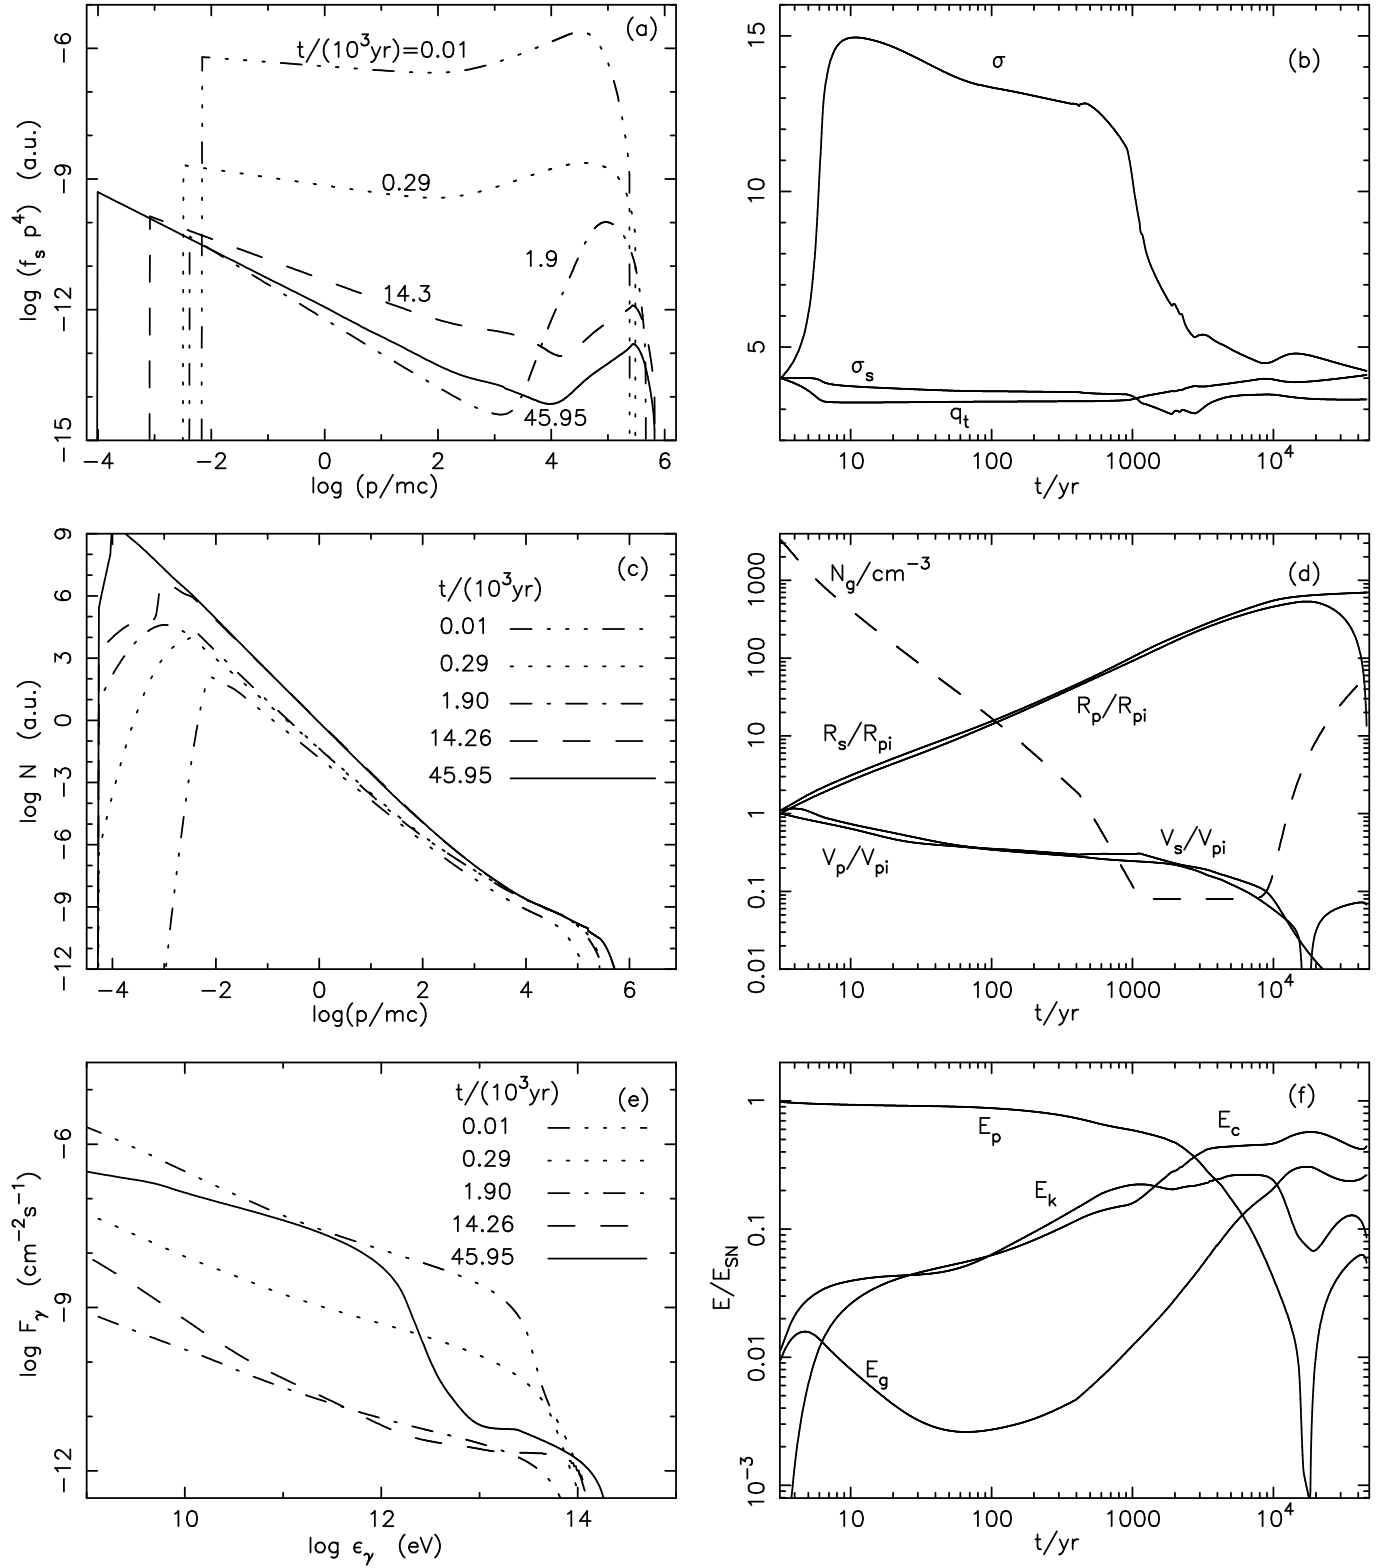 (a)
t/(10³yr)=0.01
0.29
1.9
14.3
45.95
log (fₛ p⁴) (a.u.)
−6
−9
−12
−15
−4 −2 0 2 4 6
log (p/mc)
(b)
σ
σₛ
qₜ
15
10
5
10 100 1000 10⁴
t/yr
(c)
t/(10³yr)
0.01
0.29
1.90
14.26
45.95
log N (a.u.)
9
6
3
0
−3
−6
−9
−12
−4 −2 0 2 4 6
log(p/mc)
(d)
N_g/cm⁻³
R_p/R_pi
R_s/R_pi
V_s/V_pi
V_p/V_pi
1000
100
10
1
0.1
0.01
10 100 1000 10⁴
t/yr
(e)
t/(10³yr)
0.01
0.29
1.90
14.26
45.95
log F_γ (cm⁻²s⁻¹)
−6
−9
−12
10 12 14
log ϵ_γ (eV)
(f)
E_p
E_c
E_k
E_g
E/E_SN
1
0.1
0.01
10⁻³
10 100 1000 10⁴
t/yr